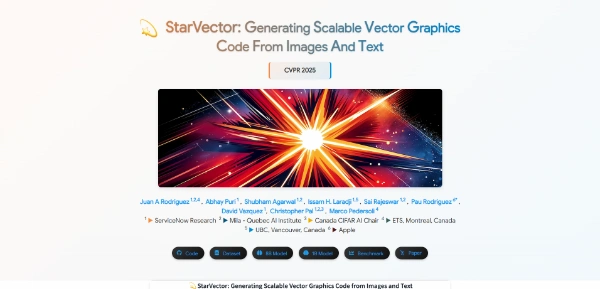 StarVector: Generating Scalable Vector Graphics
Code From Images And Text
CVPR 2025
Juan A Rodriguez 1,2,4 , Abhay Puri 1 , Shubham Agarwal 1,2 , Issam H. Laradji 1,5 , Sai Rajeswar 1,2 , Pau Rodriguez 6* ,
David Vazquez 1 , Christopher Pal 1,2,3 , Marco Pedersoli 4
1 ServiceNow Research 2 Mila - Quebec AI Institute 3 Canada CIFAR AI Chair 4 ETS, Montreal, Canada
5 UBC, Vancouver, Canada 6 Apple
Code Dataset 8B Model 1B Model Benchmark Paper
StarVector: Generating Scalable Vector Graphics Code from Images and Text